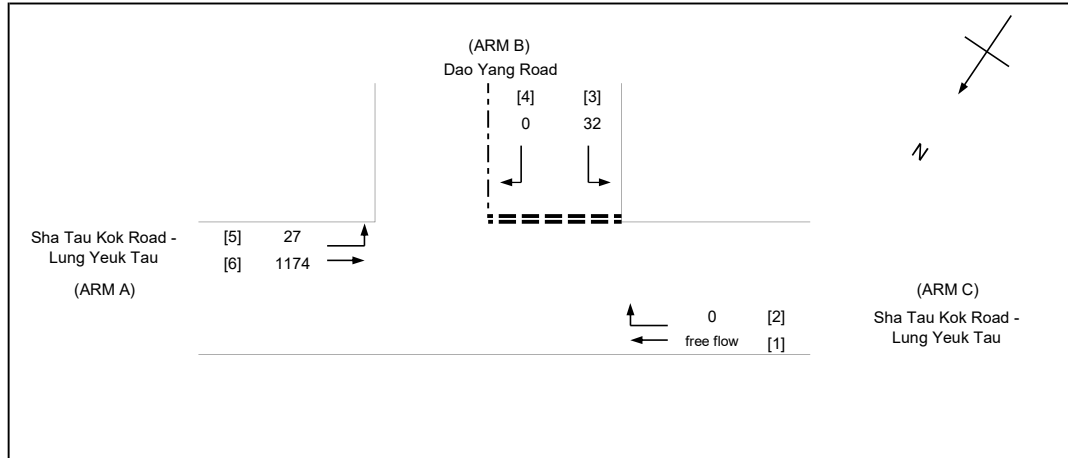 (ARM B)
Dao Yang Road
[4] [3]
0 32
N
Sha Tau Kok Road -
Lung Yeuk Tau
(ARM A)
[5] 27
[6] 1174
(ARM C)
Sha Tau Kok Road -
Lung Yeuk Tau
0 [2]
free flow [1]